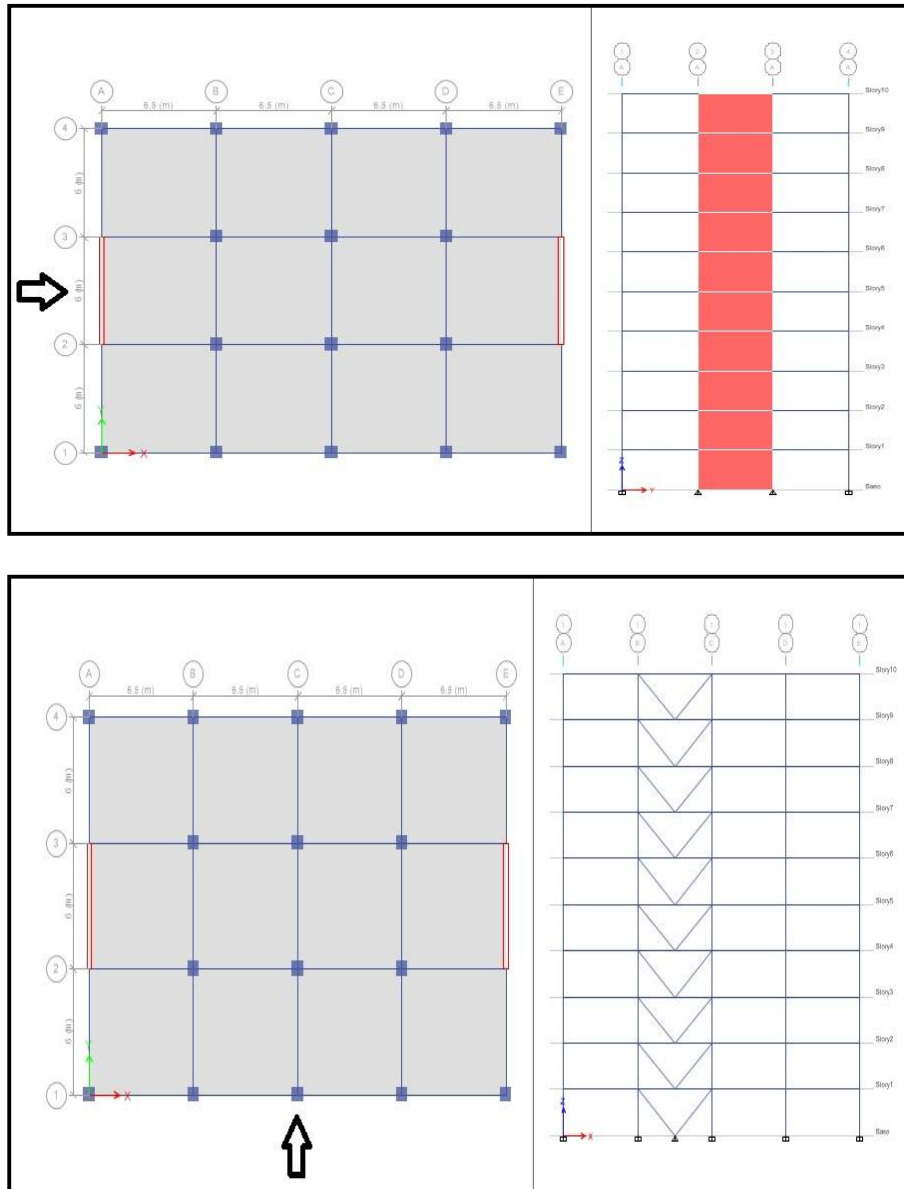 A B C D E
6.5 (m) 6.5 (m) 6.5 (m) 6.5 (m)
4
6 (m)
3
6 (m)
2
6 (m)
1
Y
X
1 2 3 4
A A A A
Story10
Story9
Story8
Story7
Story6
Story5
Story4
Story3
Story2
Story1
Base
Z
Y
A B C D E
6.5 (m) 6.5 (m) 6.5 (m) 6.5 (m)
4
6 (m)
3
6 (m)
2
6 (m)
1
Y
X
1 1 1 1 1
A B C D E
Story10
Story9
Story8
Story7
Story6
Story5
Story4
Story3
Story2
Story1
Base
Z
X